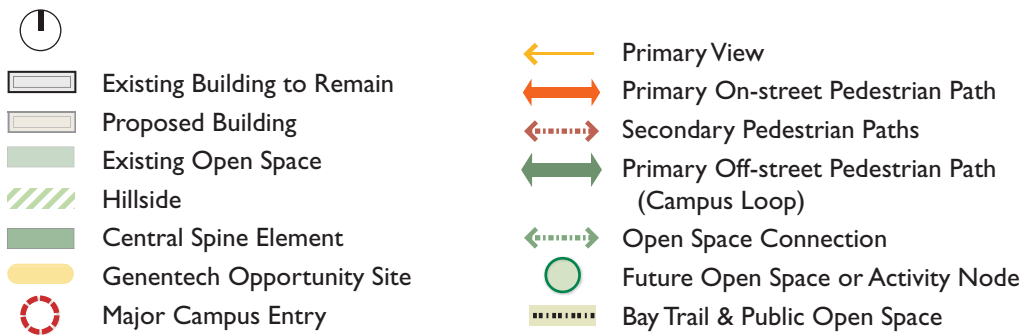 Existing Building to Remain
Proposed Building
Existing Open Space
Hillside
Central Spine Element
Genentech Opportunity Site
Major Campus Entry
Primary View
Primary On-street Pedestrian Path
Secondary Pedestrian Paths
Primary Off-street Pedestrian Path
(Campus Loop)
Open Space Connection
Future Open Space or Activity Node
Bay Trail & Public Open Space